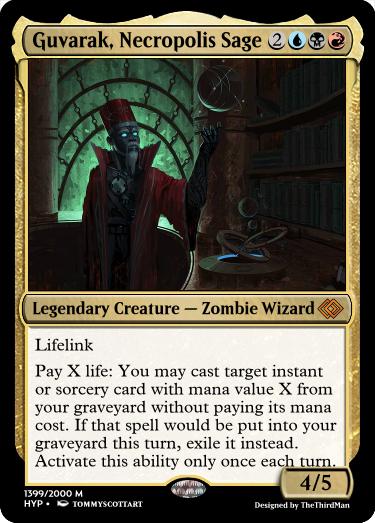 Guvarak, Necropolis Sage 2
Legendary Creature — Zombie Wizard
Lifelink
Pay X life: You may cast target instant
or sorcery card with mana value X from
your graveyard without paying its mana
cost. If that spell would be put into your
graveyard this turn, exile it instead.
Activate this ability only once each turn.
4/5
1399/2000 M
HYP • TOMMYSCOTTART
Designed by TheThirdMan